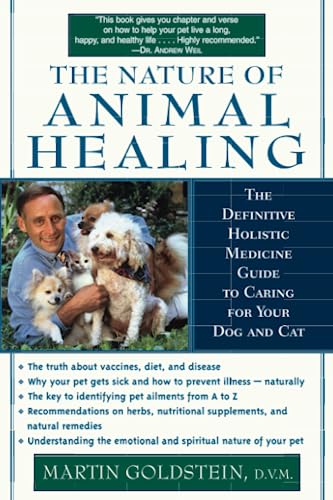 "This book gives you chapter and verse
on how to help your pet live a long,
happy, and healthy life . . . . Highly recommended."
—DR. ANDREW WEIL
THE NATURE OF
ANIMAL
HEALING
THE
DEFINITIVE
HOLISTIC
MEDICINE
GUIDE
TO CARING
FOR YOUR
DOG AND CAT
❖ The truth about vaccines, diet, and disease
❖ Why your pet gets sick and how to prevent illness — naturally
❖ The key to identifying pet ailments from A to Z
❖ Recommendations on herbs, nutritional supplements, and
natural remedies
❖ Understanding the emotional and spiritual nature of your pet
MARTIN GOLDSTEIN, D.V.M.